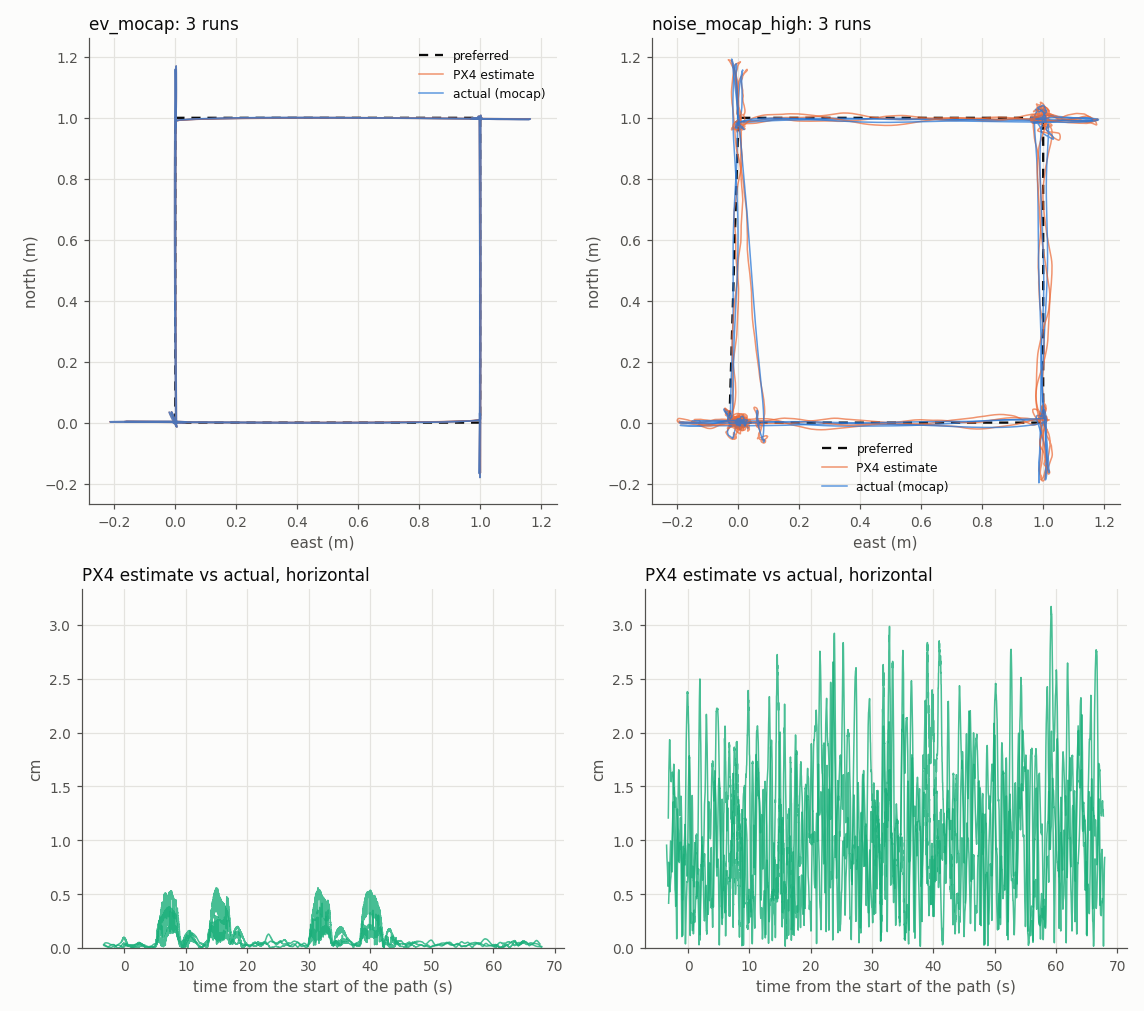 ev_mocap: 3 runs
1.2
1.0
0.8
0.6
0.4
0.2
0.0
−0.2
north (m)
preferred
PX4 estimate
actual (mocap)
−0.2 0.0 0.2 0.4 0.6 0.8 1.0 1.2
east (m)
noise_mocap_high: 3 runs
1.2
1.0
0.8
0.6
0.4
0.2
0.0
−0.2
north (m)
preferred
PX4 estimate
actual (mocap)
−0.2 0.0 0.2 0.4 0.6 0.8 1.0 1.2
east (m)
PX4 estimate vs actual, horizontal
3.0
2.5
2.0
1.5
1.0
0.5
0.0
cm
0 10 20 30 40 50 60 70
time from the start of the path (s)
PX4 estimate vs actual, horizontal
3.0
2.5
2.0
1.5
1.0
0.5
0.0
cm
0 10 20 30 40 50 60 70
time from the start of the path (s)